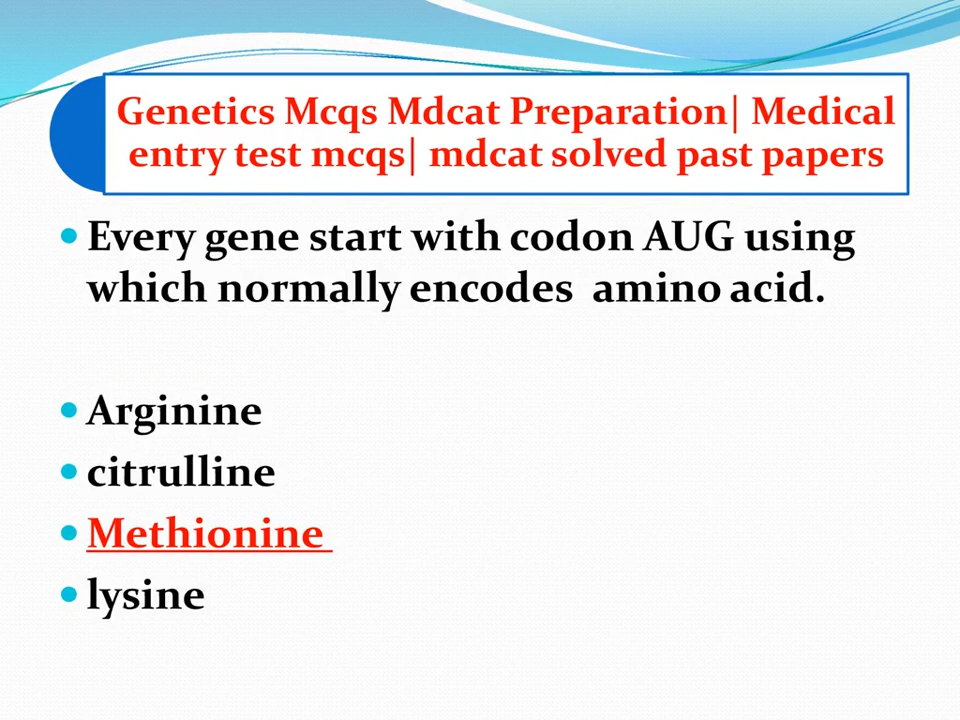 Genetics Mcqs Mdcat Preparation| Medical
entry test mcqs| mdcat solved past papers
Every gene start with codon AUG using
which normally encodes  amino acid.
Arginine
citrulline
Methionine
lysine